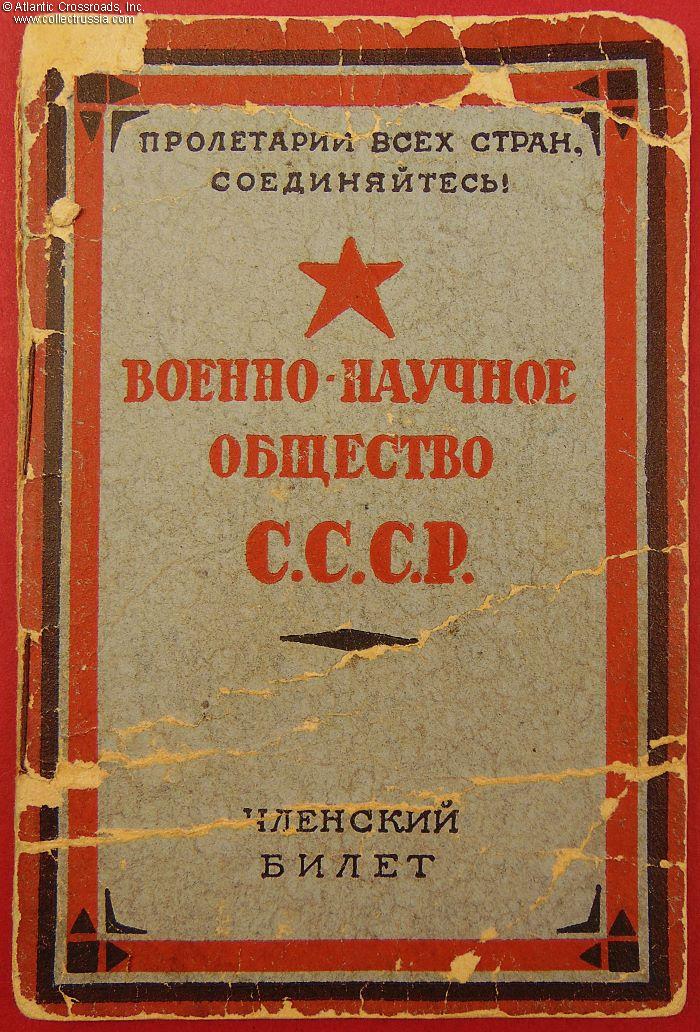 © Atlantic Crossroads, Inc.
www.collectrussia.com
ПРОЛЕТАРИИ ВСЕХ СТРАН,
СОЕДИНЯЙТЕСЬ!
ВОЕННО-НАУЧНОЕ
ОБЩЕСТВО
С.С.С.Р.
ЧЛЕНСКИЙ
БИЛЕТ